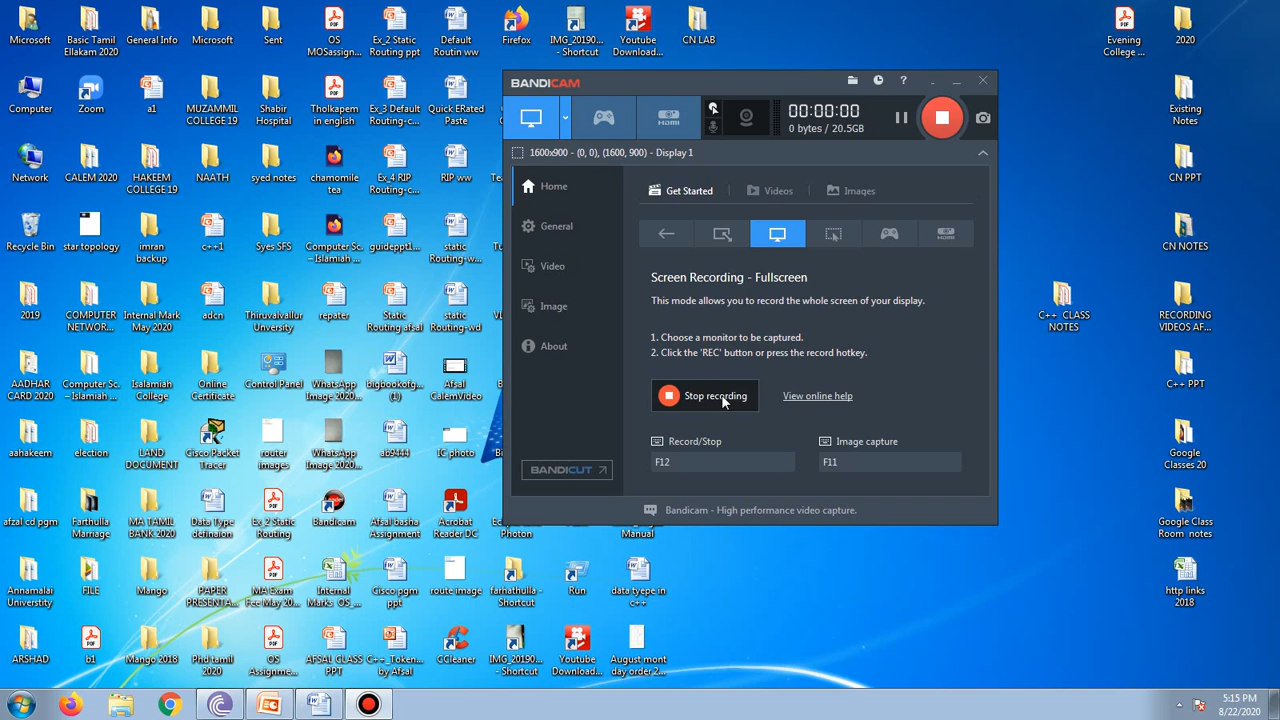 Microsoft
Basic Tamil
Ellakam 2020
General Info
Microsoft
Sent
OS
MOSassign...
Ex_2 Static
Routing ppt
Default
Routin ww
Firefox
IMG_20190...
- Shortcut
Youtube
Download...
CN LAB
Evening
College ...
2020
Computer
Zoom
a1
MUZAMMIL
COLLEGE 19
Shabir
Hospital
Tholkapem
in english
Ex_3 Default
Routing-c...
Quick ERated
Paste
Existing
Notes
Network
CALEM 2020
HAKEEM
COLLEGE 19
NAATH
syed notes
chamomile
tea
Ex_4 RIP
Routing-c...
RIP ww
CN PPT
Recycle Bin
star topology
imran
backup
c++1
Syes SFS
Computer Sc.
– Islamiah ...
guideppt1...
static
Routing-w...
CN NOTES
2019
COMPUTER
NETWOR...
Internal Mark
May 2020
adcn
Thiruvalvallur
Unversity
repater
Static
Routing afsal
static
Routing-wd
C++_CLASS
NOTES
RECORDING
VIDEOS AF...
AADHAR
CARD 2020
Computer Sc.
– Islamiah ...
Isalamiah
College
Online
Certificate
Control Panel
WhatsApp
Image 2020...
bigbookofg...
(1)
Afsal
CalemVideo
C++ PPT
aahakeem
election
LAND
DOCUMENT
Cisco Packet
Tracer
router
images
WhatsApp
Image 2020...
ab9444
IC photo
Google
Classes 20
afzal cd pgm
Farthulla
Marriage
MA TAMIL
BANK 2020
Data Type
definaion
Ex_2 Static
Routing
Bandicam
Afsal basha
Assignment
Acrobat
Reader DC
Photon
Manual
Google Class
Room_notes
Annamalai
Universtity
FILE
Mango
PAPER
PRESENTA...
MA Exam
Fee May 20...
Internal
Marks_OS_...
Cisco pgm
ppt
route image
farhathulla -
Shortcut
Run
data tyepe in
c++
http links
2018
ARSHAD
b1
Mango 2018
Phd tamil
2020
OS
Assignme...
AFSAL CLASS
PPT
C++_Token...
by Afsal
CCleaner
IMG_20190...
- Shortcut
Youtube
Download...
August mont
day order 2...
BANDICAM
?
HDMI
00:00:00
0 bytes / 20.5GB
1600x900 - (0, 0), (1600, 900) - Display 1
Home
General
Video
Image
About
BANDICUT
Get Started
Videos
Images
HDMI
Screen Recording - Fullscreen
This mode allows you to record the whole screen of your display.
1. Choose a monitor to be captured.
2. Click the 'REC' button or press the record hotkey.
Stop recording
View online help
Record/Stop
Image capture
F12
F11
Bandicam - High performance video capture.
5:15 PM
8/22/2020